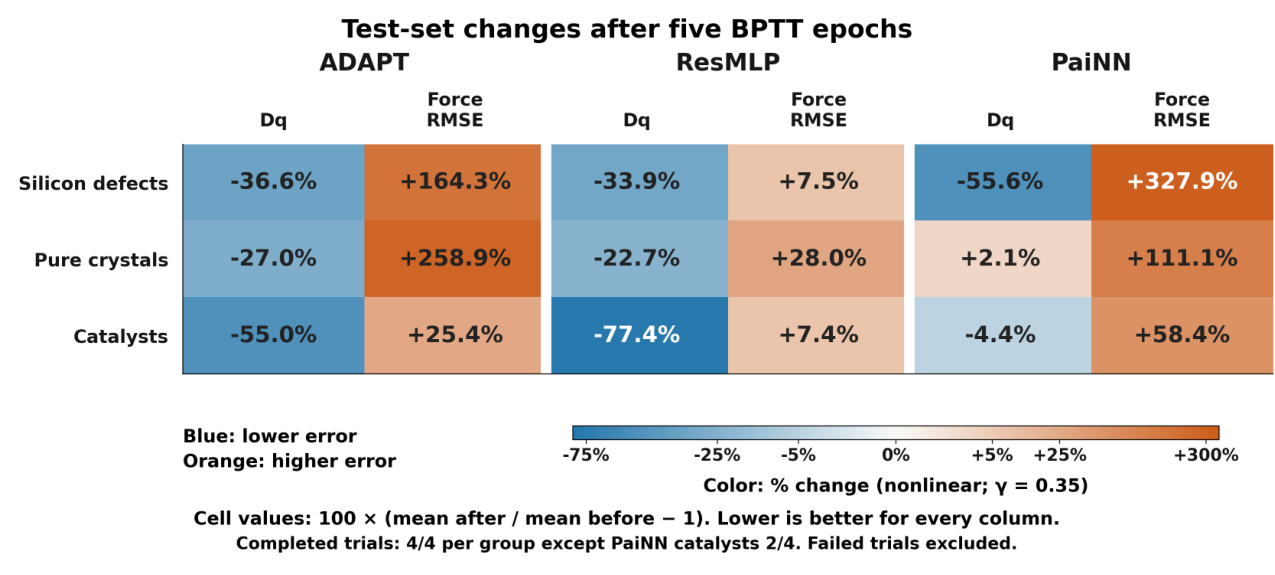 Test-set changes after five BPTT epochs
ADAPT ResMLP PaiNN
Dq Force RMSE Dq Force RMSE Dq Force RMSE
Silicon defects -36.6% +164.3% -33.9% +7.5% -55.6% +327.9%
Pure crystals -27.0% +258.9% -22.7% +28.0% +2.1% +111.1%
Catalysts -55.0% +25.4% -77.4% +7.4% -4.4% +58.4%
Blue: lower error
Orange: higher error
-75% -25% -5% 0% +5% +25% +300%
Color: % change (nonlinear; γ = 0.35)
Cell values: 100 × (mean after / mean before − 1). Lower is better for every column.
Completed trials: 4/4 per group except PaiNN catalysts 2/4. Failed trials excluded.